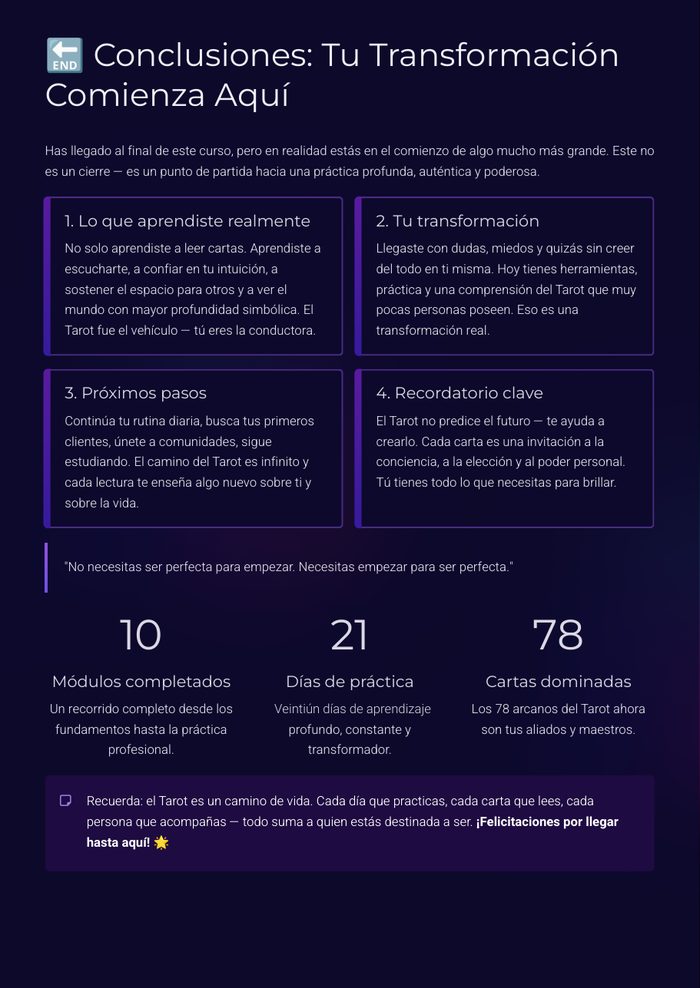 🔚 Conclusiones: Tu Transformación
Comienza Aquí
Has llegado al final de este curso, pero en realidad estás en el comienzo de algo mucho más grande. Este no
es un cierre — es un punto de partida hacia una práctica profunda, auténtica y poderosa.
1. Lo que aprendiste realmente
No solo aprendiste a leer cartas. Aprendiste a
escucharte, a confiar en tu intuición, a
sostener el espacio para otros y a ver el
mundo con mayor profundidad simbólica. El
Tarot fue el vehículo — tú eres la conductora.
2. Tu transformación
Llegaste con dudas, miedos y quizás sin creer
del todo en ti misma. Hoy tienes herramientas,
práctica y una comprensión del Tarot que muy
pocas personas poseen. Eso es una
transformación real.
3. Próximos pasos
Continúa tu rutina diaria, busca tus primeros
clientes, únete a comunidades, sigue
estudiando. El camino del Tarot es infinito y
cada lectura te enseña algo nuevo sobre ti y
sobre la vida.
4. Recordatorio clave
El Tarot no predice el futuro — te ayuda a
crearlo. Cada carta es una invitación a la
conciencia, a la elección y al poder personal.
Tú tienes todo lo que necesitas para brillar.
"No necesitas ser perfecta para empezar. Necesitas empezar para ser perfecta."
10
Módulos completados
Un recorrido completo desde los
fundamentos hasta la práctica
profesional.
21
Días de práctica
Veintiún días de aprendizaje
profundo, constante y
transformador.
78
Cartas dominadas
Los 78 arcanos del Tarot ahora
son tus aliados y maestros.
Recuerda: el Tarot es un camino de vida. Cada día que practicas, cada carta que lees, cada
persona que acompañas — todo suma a quien estás destinada a ser. ¡Felicitaciones por llegar
hasta aquí! 🌟